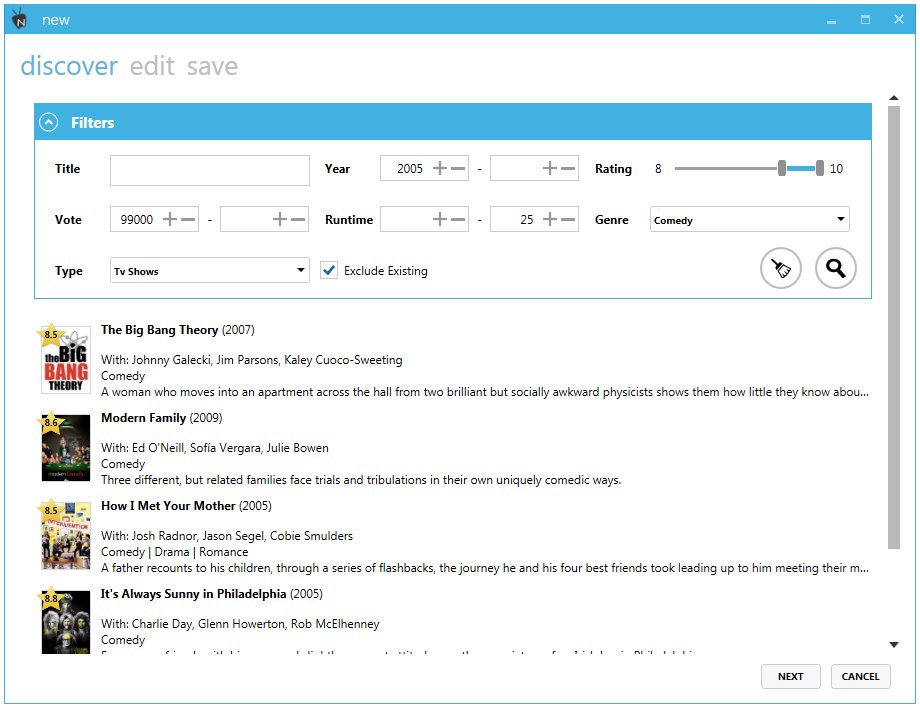 new
discover edit save
Filters
Title Year 2005 - Rating 8 10
Vote 99000 - Runtime - 25 Genre Comedy
Type Tv Shows Exclude Existing
8.5 The Big Bang Theory (2007)
the BIG BANG THEORY
With: Johnny Galecki, Jim Parsons, Kaley Cuoco-Sweeting
Comedy
A woman who moves into an apartment across the hall from two brilliant but socially awkward physicists shows them how little they know abou...
8.6 Modern Family (2009)
With: Ed O'Neill, Sofía Vergara, Julie Bowen
modern family
Comedy
Three different, but related families face trials and tribulations in their own uniquely comedic ways.
8.5 How I Met Your Mother (2005)
INTERVENTION
With: Josh Radnor, Jason Segel, Cobie Smulders
Comedy | Drama | Romance
A father recounts to his children, through a series of flashbacks, the journey he and his four best friends took leading up to him meeting their m...
8.8 It's Always Sunny in Philadelphia (2005)
With: Charlie Day, Glenn Howerton, Rob McElhenney
Comedy
NEXT CANCEL